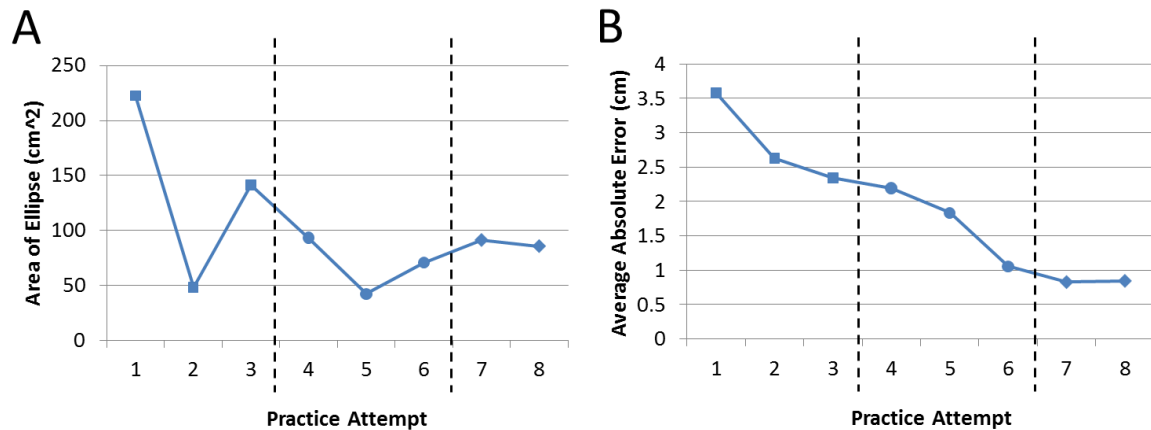 A
Area of Ellipse (cm^2)
250
200
150
100
50
0
1 2 3 4 5 6 7 8
Practice Attempt
B
Average Absolute Error (cm)
4
3.5
3
2.5
2
1.5
1
0.5
0
1 2 3 4 5 6 7 8
Practice Attempt